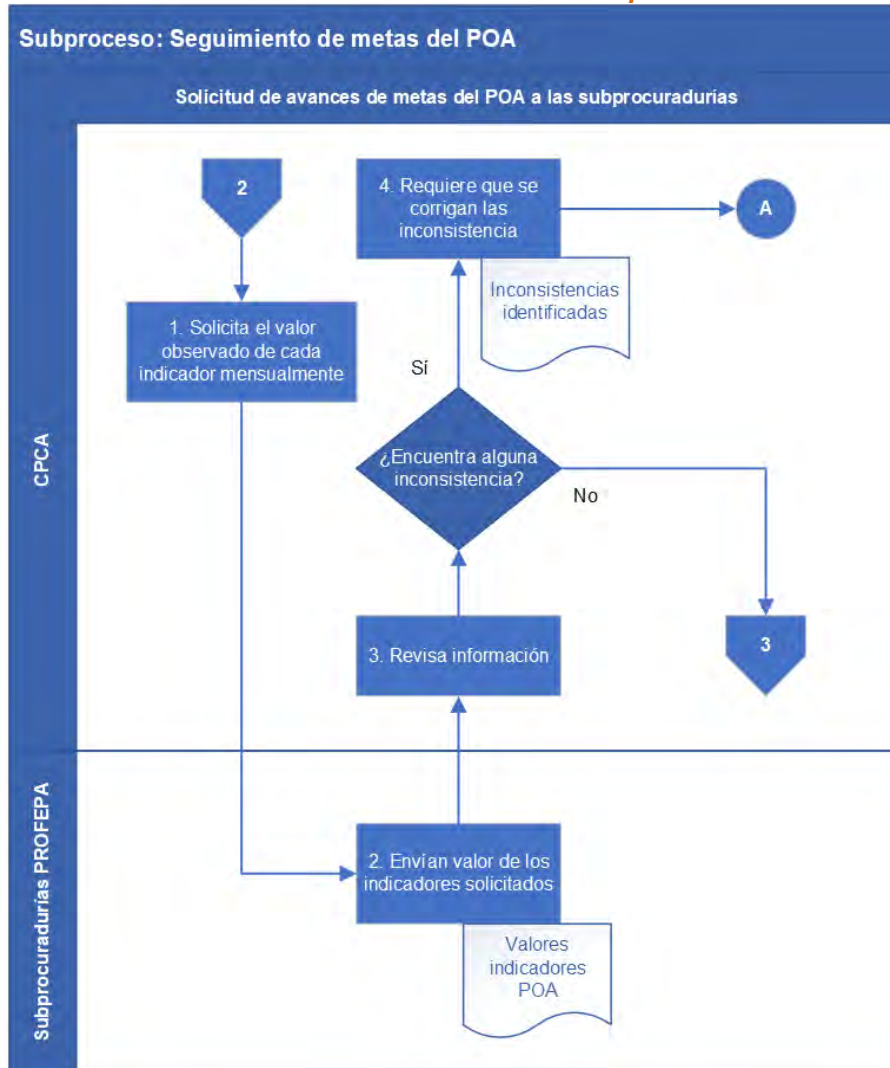 Subproceso: Seguimiento de metas del POA
Solicitud de avances de metas del POA a las subprocuradurías
CPCA
2
1. Solicita el valor
observado de cada
indicador mensualmente
4. Requiere que se
corrigan las
inconsistencia
A
Inconsistencias
identificadas
Sí
¿Encuentra alguna
inconsistencia?
No
3. Revisa información
3
Subprocuradurías PROFEPA
2. Envían valor de los
indicadores solicitados
Valores
indicadores
POA